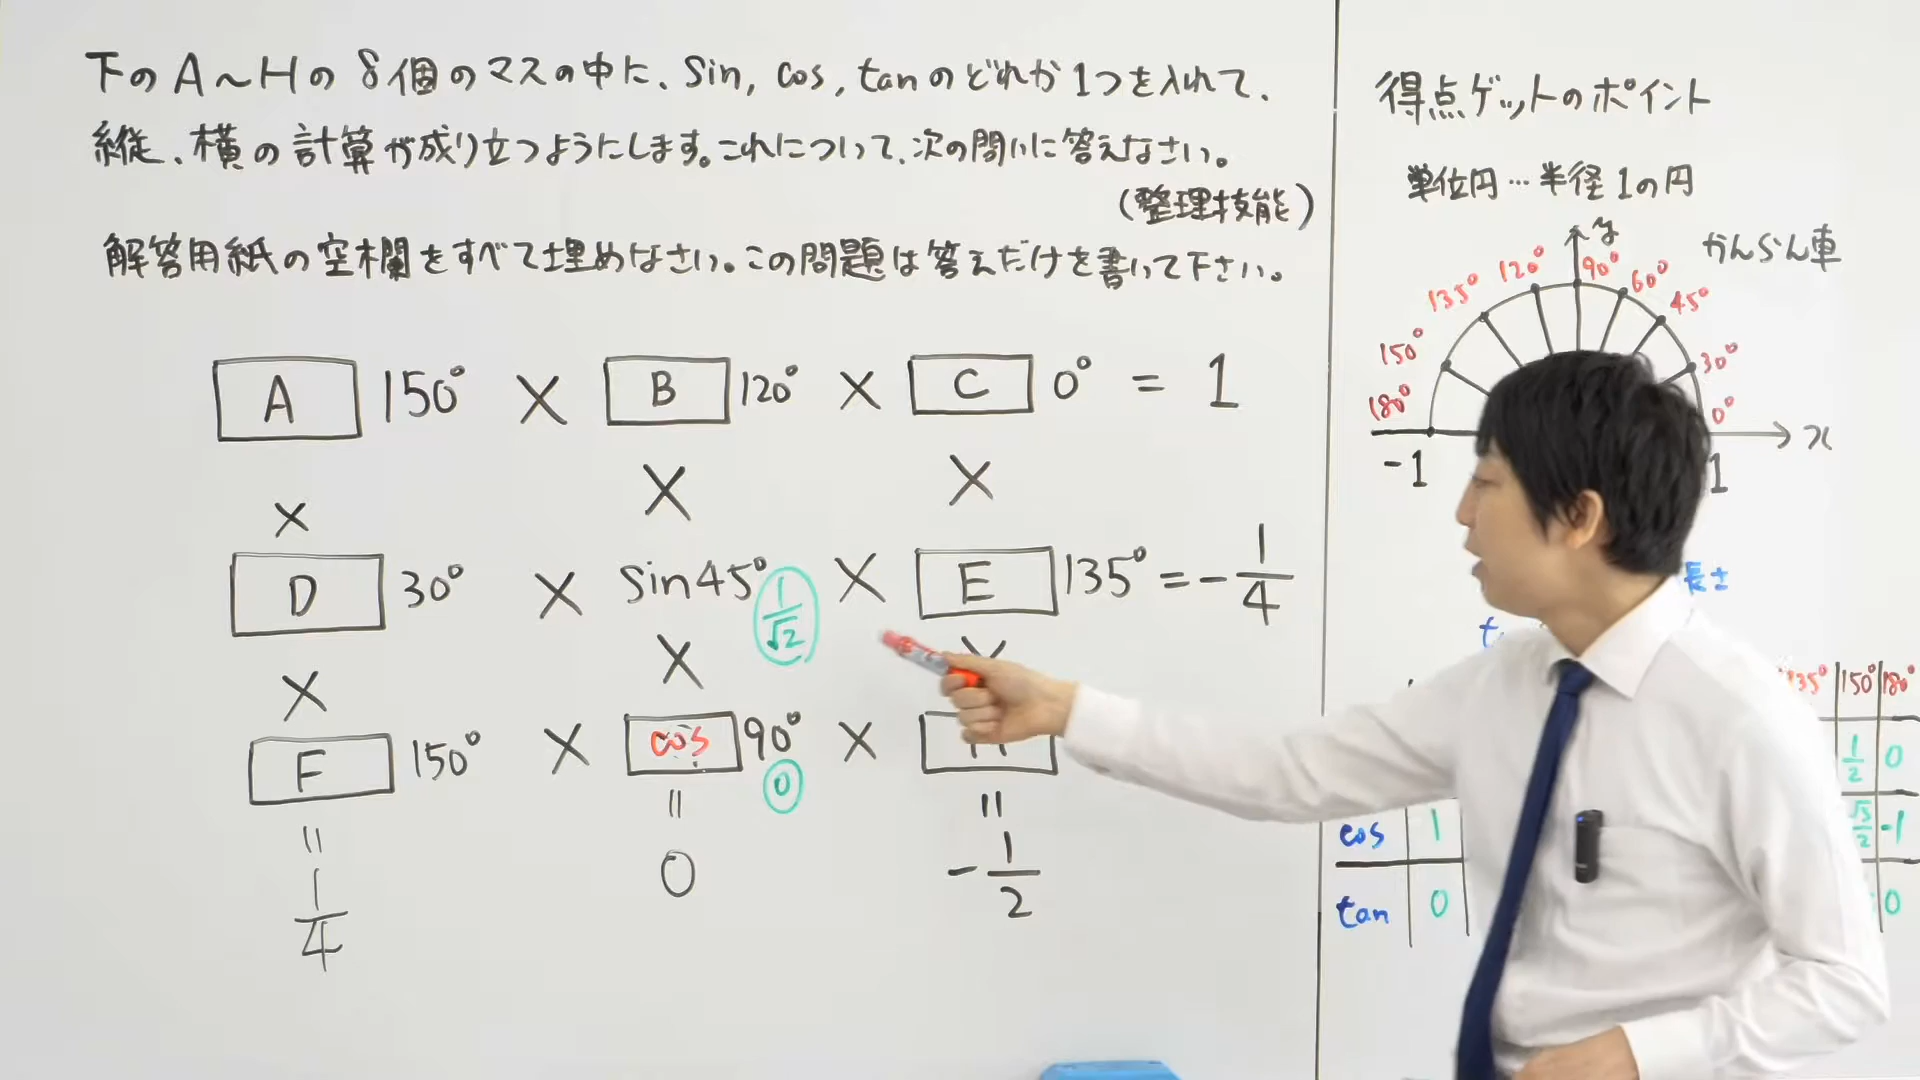 下のA〜Hの8個のマスの中に、sin, cos, tanのどれか1つを入れて、
縦、横の計算が成り立つようにします。これについて、次の問いに答えなさい。
(整理技能)
解答用紙の空欄をすべて埋めなさい。この問題は答えだけを書いて下さい。
A 150° × B 120° × C 0° = 1
× × ×
D 30° × sin45° × E 135° = -1/4
1/√2
× ×
F 150° × cos 90° ×
0
= = =
1/4 0 -1/2
得点ゲットのポイント
単位円…半径1の円
y かんらん車
180° 150° 135° 120° 90° 60° 45° 30° 0°
x
-1 1
長さ
135° 150° 180°
1/2 0
cos 1 √3/2 -1
tan 0 0